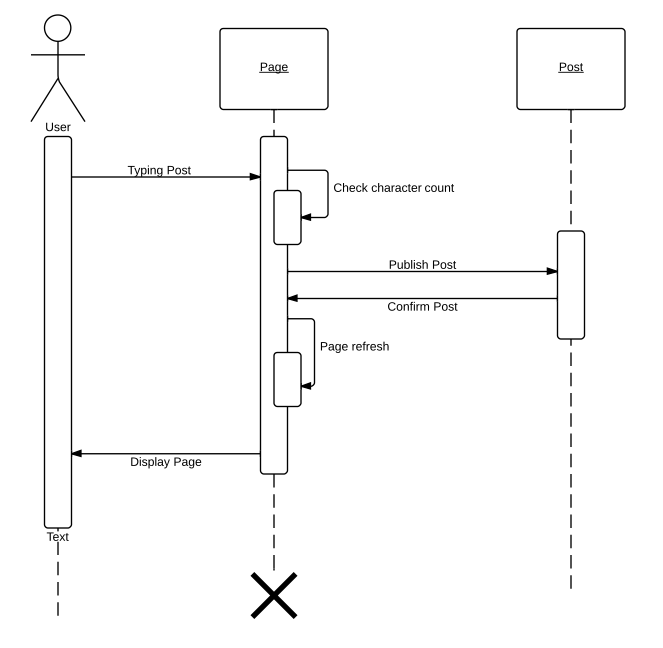 Page
Post
User
Typing Post
Check character count
Publish Post
Confirm Post
Page refresh
Display Page
Text